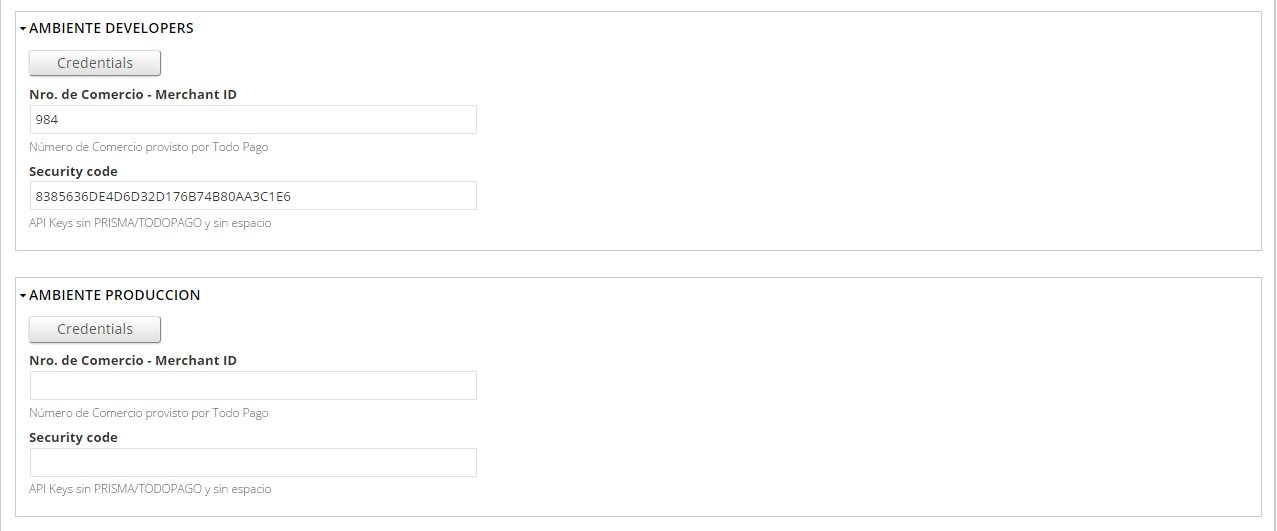 AMBIENTE DEVELOPERS
Credentials
Nro. de Comercio - Merchant ID
984
Número de Comercio provisto por Todo Pago
Security code
8385636DE4D6D32D176B74B80AA3C1E6
API Keys sin PRISMA/TODOPAGO y sin espacio
AMBIENTE PRODUCCION
Credentials
Nro. de Comercio - Merchant ID
Número de Comercio provisto por Todo Pago
Security code
API Keys sin PRISMA/TODOPAGO y sin espacio